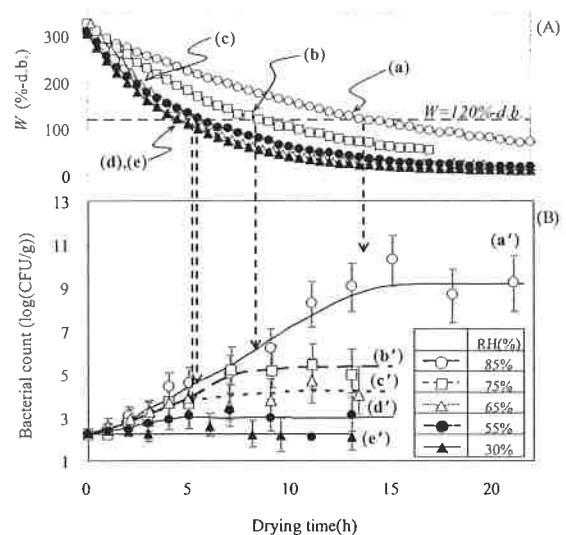 (A)
W (%-d.b.)
300
200
100
0
(c)
(b)
(a)
W=120%-d.b
(d),(e)
(B)
Bacterial count (log(CFU/g))
13
11
9
7
5
3
1
(a')
(b')
(c')
(d')
(e')
RH(%)
85%
75%
65%
55%
30%
0 5 10 15 20
Drying time(h)